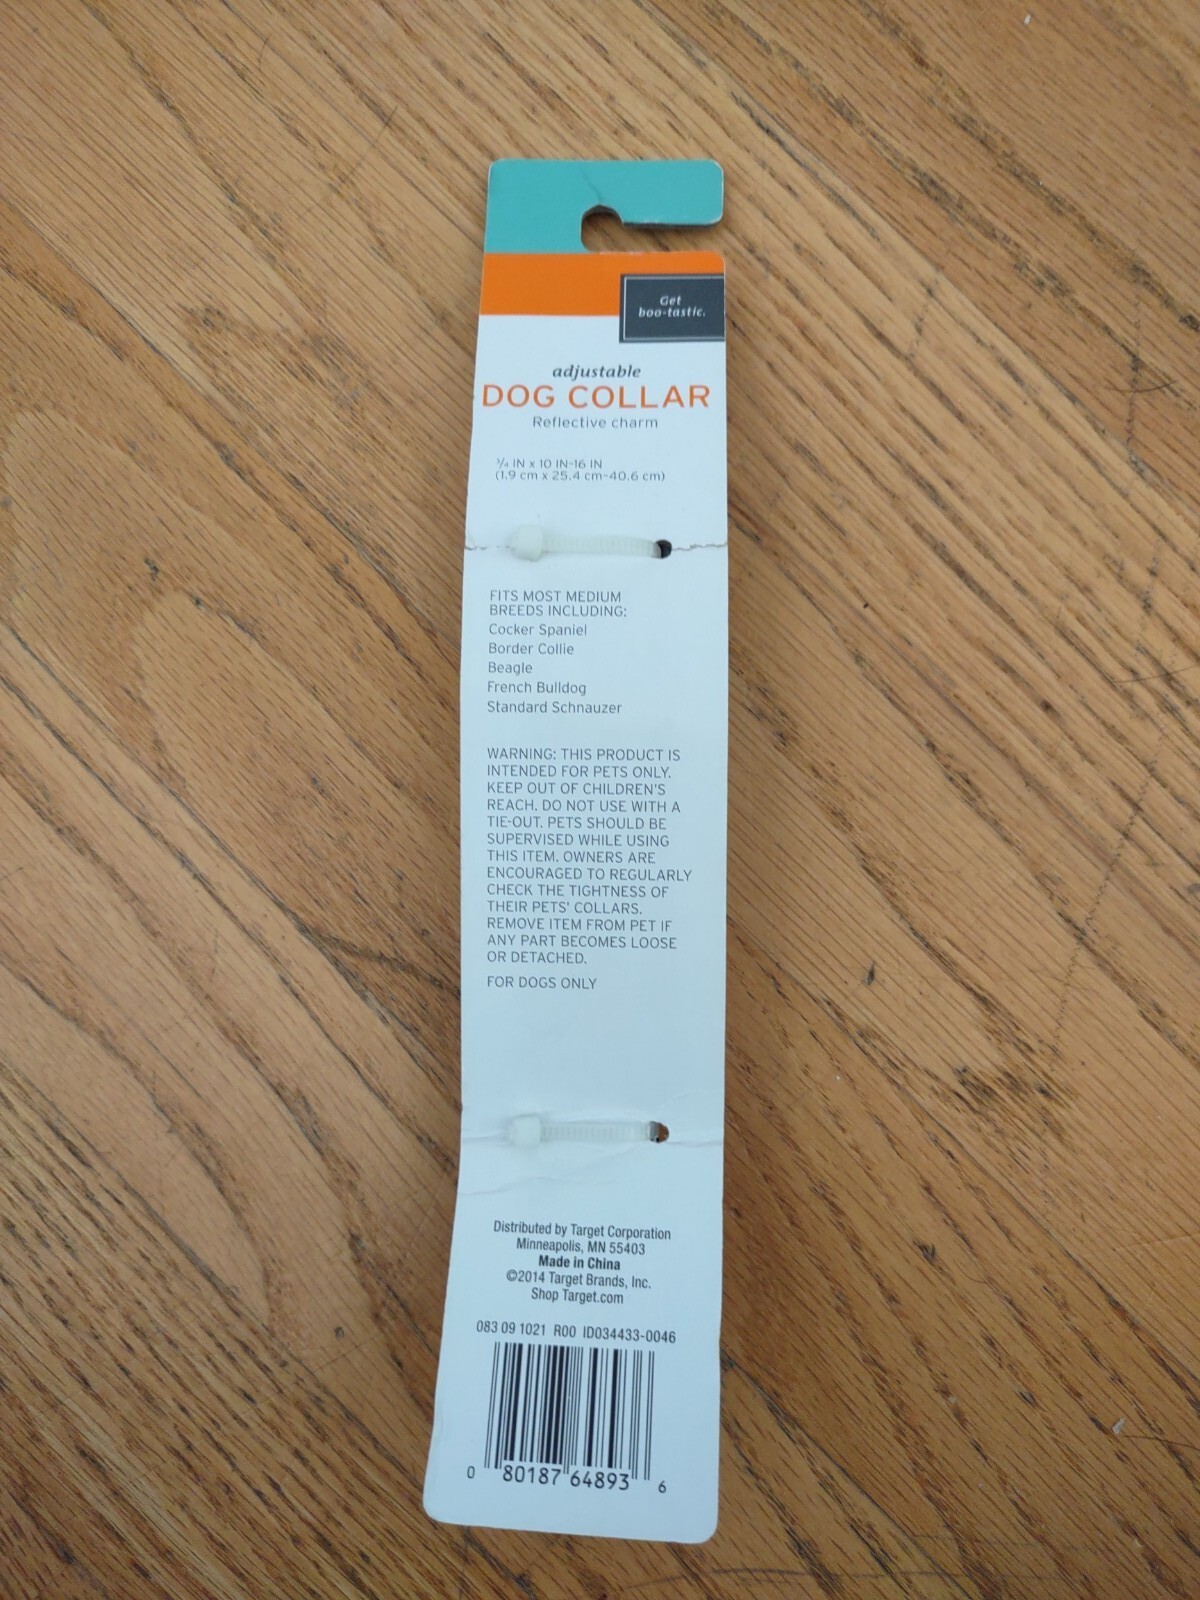 Get
boo-tastic.
adjustable
DOG COLLAR
Reflective charm
¾ IN x 10 IN-16 IN
(1.9 cm x 25.4 cm-40.6 cm)
FITS MOST MEDIUM
BREEDS INCLUDING:
Cocker Spaniel
Border Collie
Beagle
French Bulldog
Standard Schnauzer
WARNING: THIS PRODUCT IS
INTENDED FOR PETS ONLY.
KEEP OUT OF CHILDREN'S
REACH. DO NOT USE WITH A
TIE-OUT. PETS SHOULD BE
SUPERVISED WHILE USING
THIS ITEM. OWNERS ARE
ENCOURAGED TO REGULARLY
CHECK THE TIGHTNESS OF
THEIR PETS' COLLARS.
REMOVE ITEM FROM PET IF
ANY PART BECOMES LOOSE
OR DETACHED.
FOR DOGS ONLY
Distributed by Target Corporation
Minneapolis, MN 55403
Made in China
©2014 Target Brands, Inc.
Shop Target.com
083 09 1021 R00 ID034433-0046
0 80187 64893 6